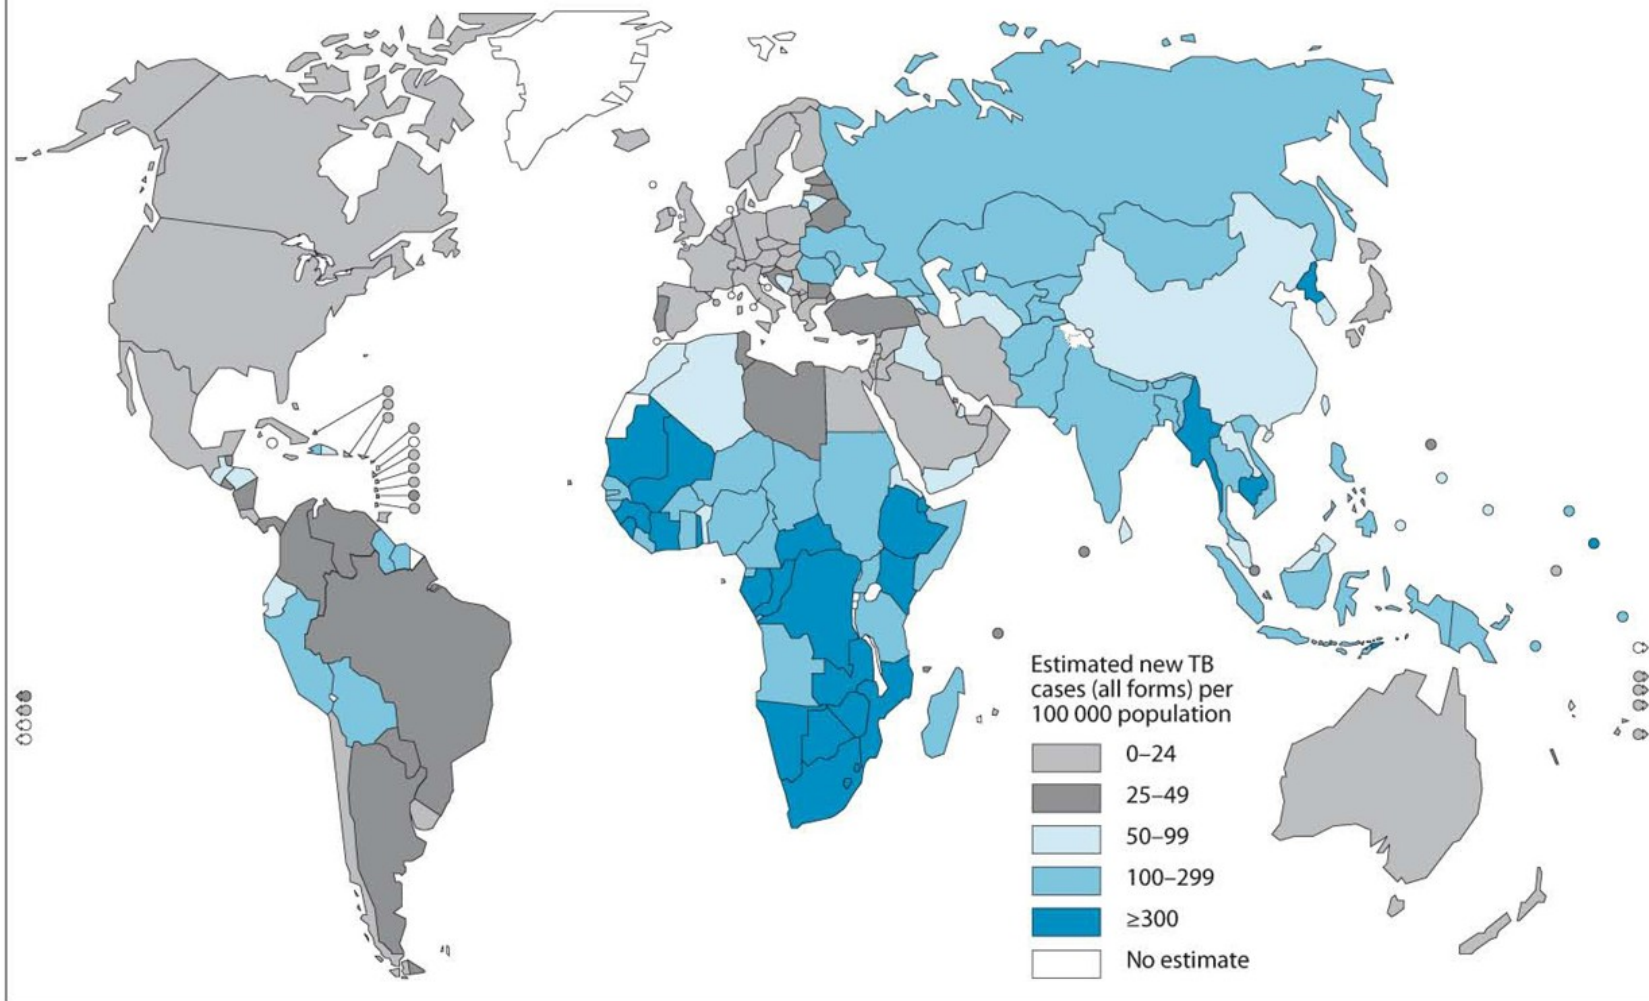 Estimated new TB
cases (all forms) per
100 000 population
0–24
25–49
50–99
100–299
≥300
No estimate